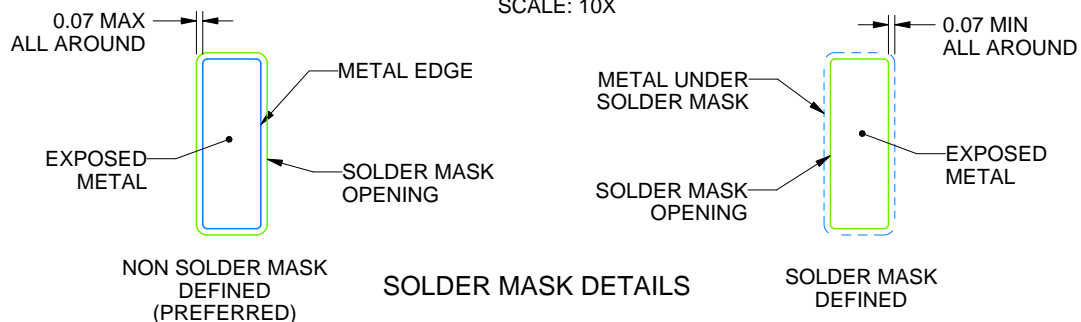 SCALE: 10X
0.07 MAX
ALL AROUND
METAL EDGE
EXPOSED
METAL
SOLDER MASK
OPENING
NON SOLDER MASK
DEFINED
(PREFERRED)
0.07 MIN
ALL AROUND
METAL UNDER
SOLDER MASK
SOLDER MASK
OPENING
EXPOSED
METAL
SOLDER MASK
DEFINED
SOLDER MASK DETAILS